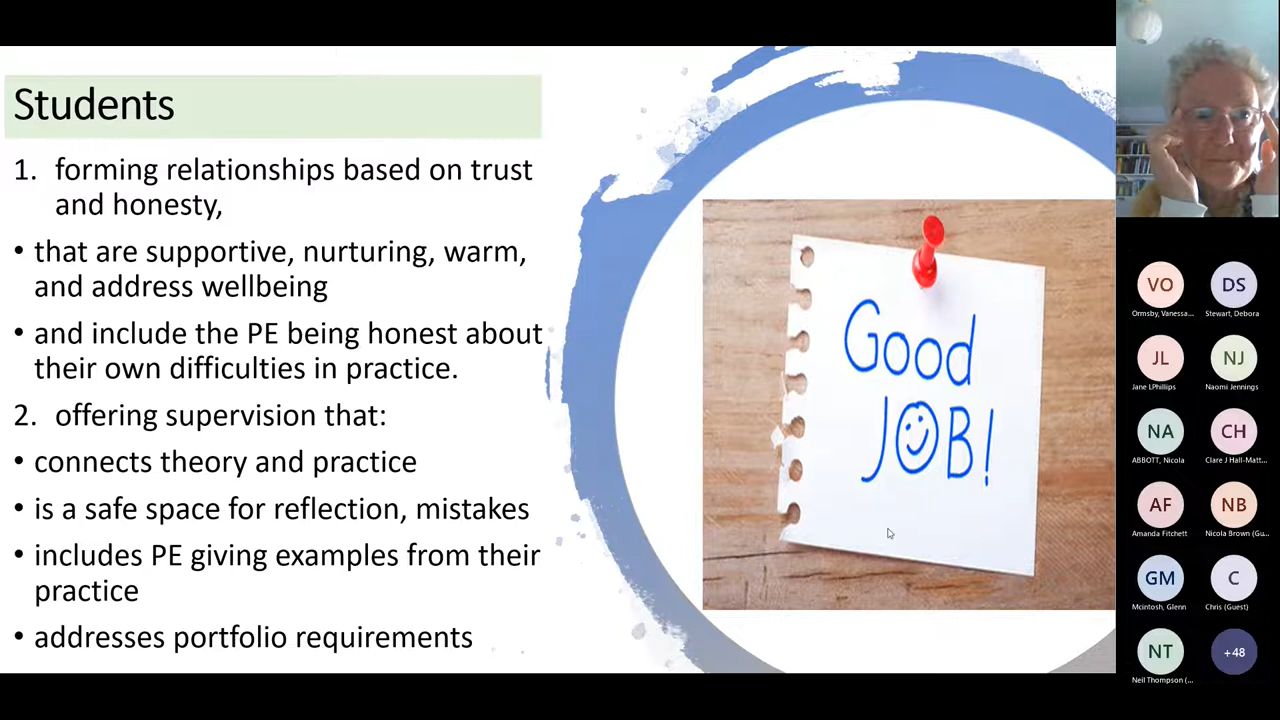 Students
1. forming relationships based on trust
and honesty,
• that are supportive, nurturing, warm,
and address wellbeing
• and include the PE being honest about
their own difficulties in practice.
2. offering supervision that:
• connects theory and practice
• is a safe space for reflection, mistakes
• includes PE giving examples from their
practice
• addresses portfolio requirements
Good
JOB!
VO DS
Ormsby, Vanessa... Stewart, Debora
JL NJ
Jane LPhillips Naomi Jennings
NA CH
ABBOTT, Nicola Clare J Hall-Matt...
AF NB
Amanda Fitchett Nicola Brown (Gu...
GM C
Mcintosh, Glenn Chris (Guest)
NT +48
Neil Thompson (...